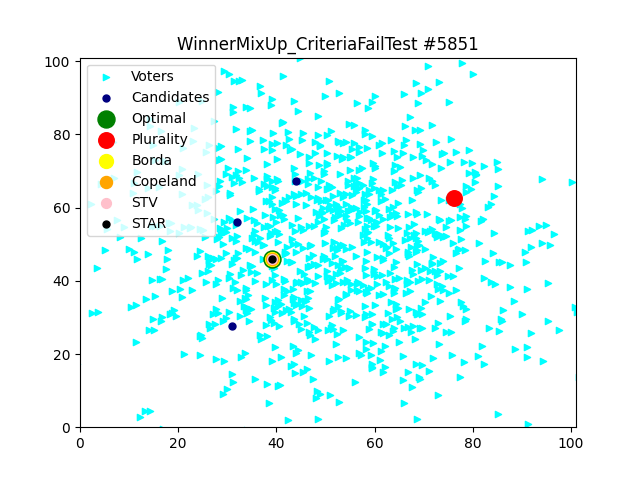 WinnerMixUp_CriteriaFailTest #5851
100
80
60
40
20
0
Voters
Candidates
Optimal
Plurality
Borda
Copeland
STV
STAR
0 20 40 60 80 100